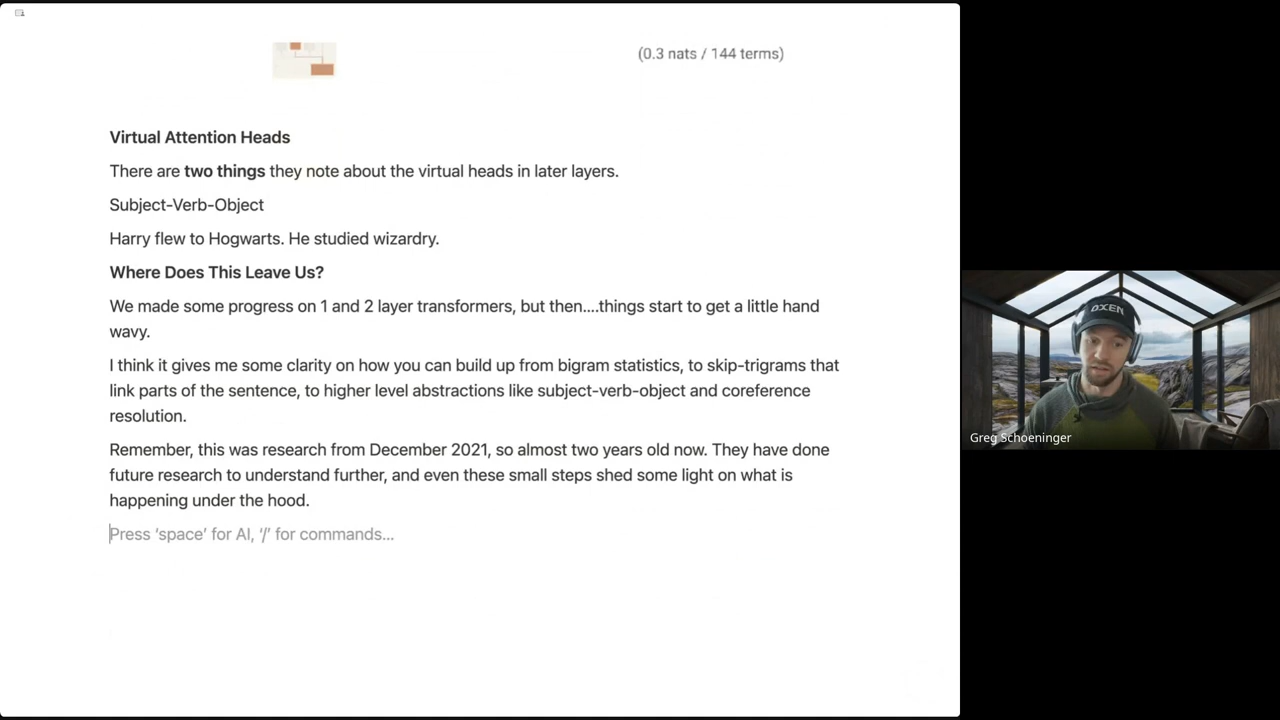 (0.3 nats / 144 terms)
Virtual Attention Heads
There are two things they note about the virtual heads in later layers.
Subject-Verb-Object
Harry flew to Hogwarts. He studied wizardry.
Where Does This Leave Us?
We made some progress on 1 and 2 layer transformers, but then....things start to get a little hand
wavy.
I think it gives me some clarity on how you can build up from bigram statistics, to skip-trigrams that
link parts of the sentence, to higher level abstractions like subject-verb-object and coreference
resolution.
Remember, this was research from December 2021, so almost two years old now. They have done
future research to understand further, and even these small steps shed some light on what is
happening under the hood.
Press ‘space’ for AI, ‘/’ for commands...
OXEN
Greg Schoeninger